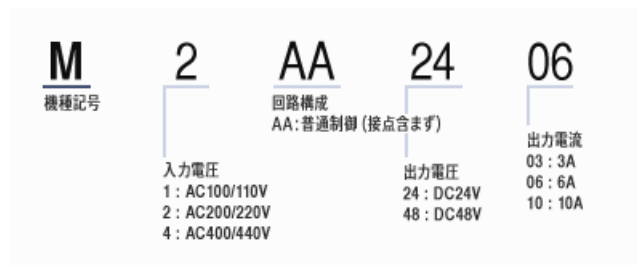 M 2 AA 24 06
機種記号
回路構成
AA:普通制御 (接点含まず)
入力電圧
1 : AC100/110V
2 : AC200/220V
4 : AC400/440V
出力電圧
24 : DC24V
48 : DC48V
出力電流
03 : 3A
06 : 6A
10 : 10A